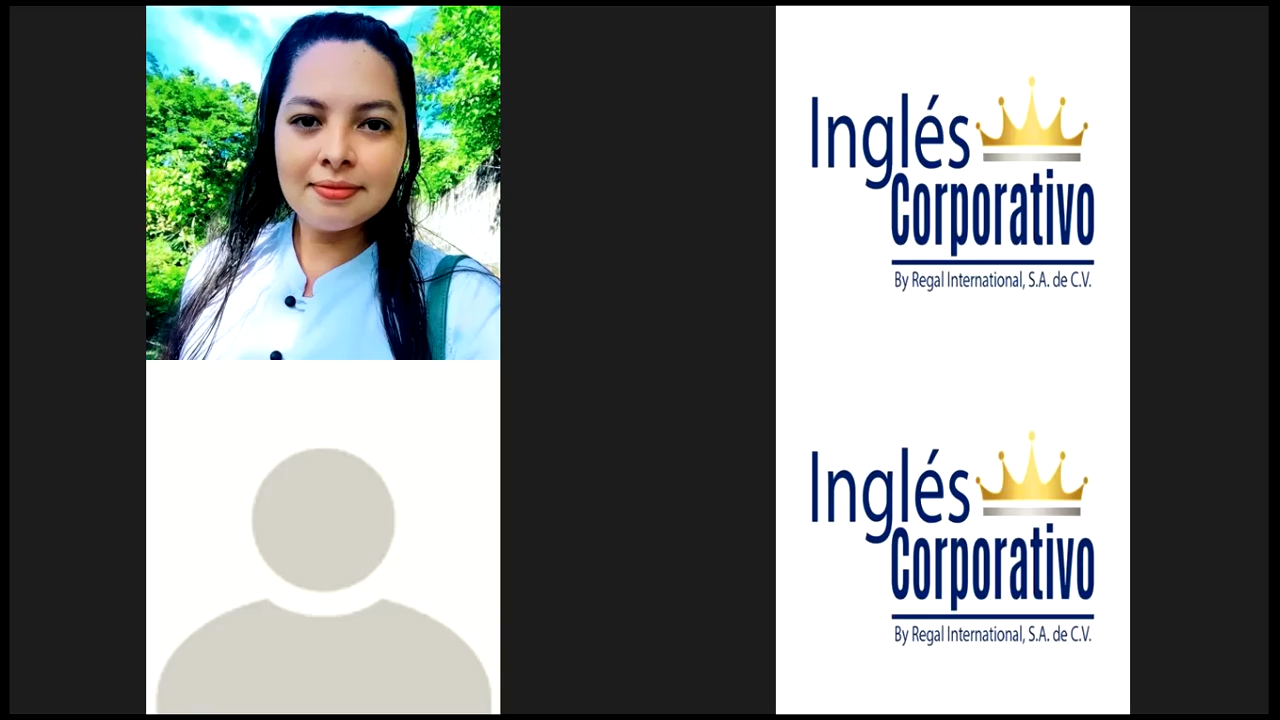 Inglés
Corporativo
By Regal International, S.A. de C.V.
Inglés
Corporativo
By Regal International, S.A. de C.V.